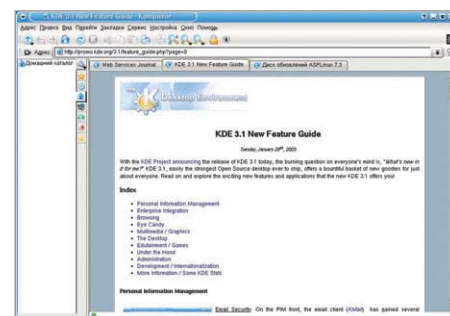 KDE 3.1 New Feature Guide - Konqueror
Адрес Правка Вид Перейти Закладки Сервис Настройка Окно Помощь
Адрес: http://promo.kde.org/3.1/feature_guide.php?page=0
Домашний каталог
Web Services Journal KDE 3.1 New Feature Guide Диск обновлений ASPLinux 7.3
Desktop Environment
KDE 3.1 New Feature Guide
Tuesday, January 28th, 2003
With the KDE Project announcing the release of KDE 3.1 today, the burning question on everyone's mind is, "What's new in
it for me?" KDE 3.1, easily the strongest Open Source desktop ever to ship, offers a bountiful basket of new goodies for just
about everyone. Read on and explore the exciting new features and applications that the new KDE 3.1 offers you!
Index
Personal Information Management
Enterprise Integration
Browsing
Eye Candy
Multimedia / Graphics
The Desktop
Edutainment / Games
Under the Hood
Administration
Development / Internationalization
More Information / Some KDE Stats
Personal Information Management
Email Security: On the PIM front, the email client (KMail) has gained several